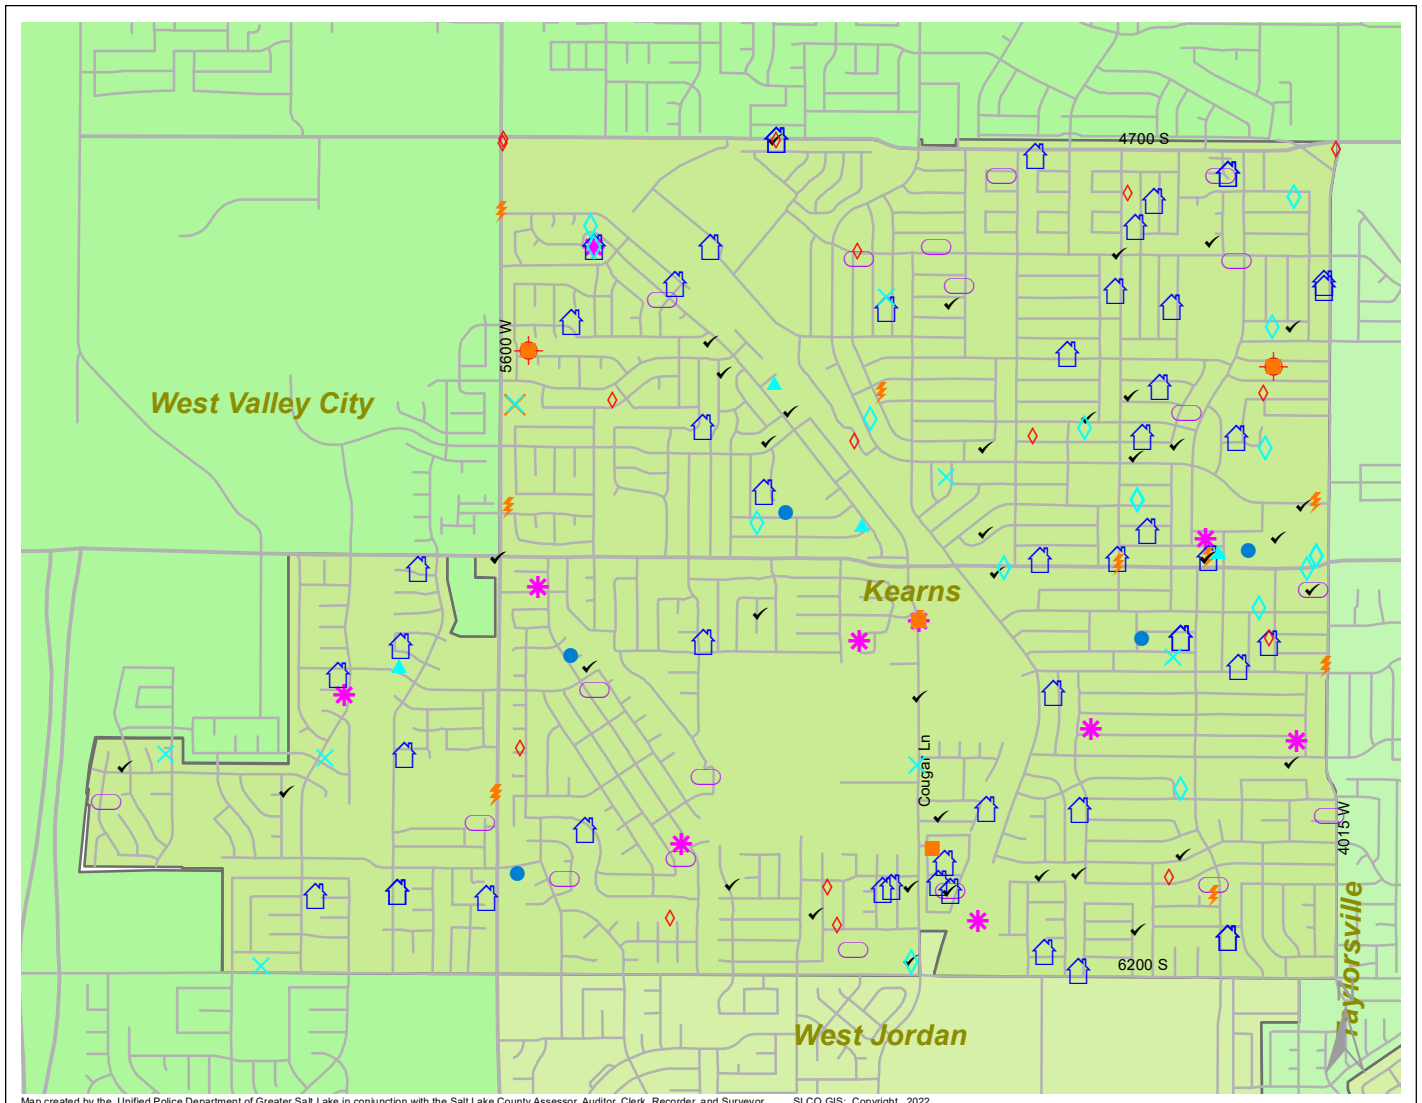 4700 S
5600 W
West Valley City
Kearns
Cougar Ln
4015 W
Taylorsville
6200 S
West Jordan
Map created by the Unified Police Department of Greater Salt Lake in conjunction with the Salt Lake County Assessor, Auditor, Clerk, Recorder, and Surveyor SLCO GIS: Copyright 2022